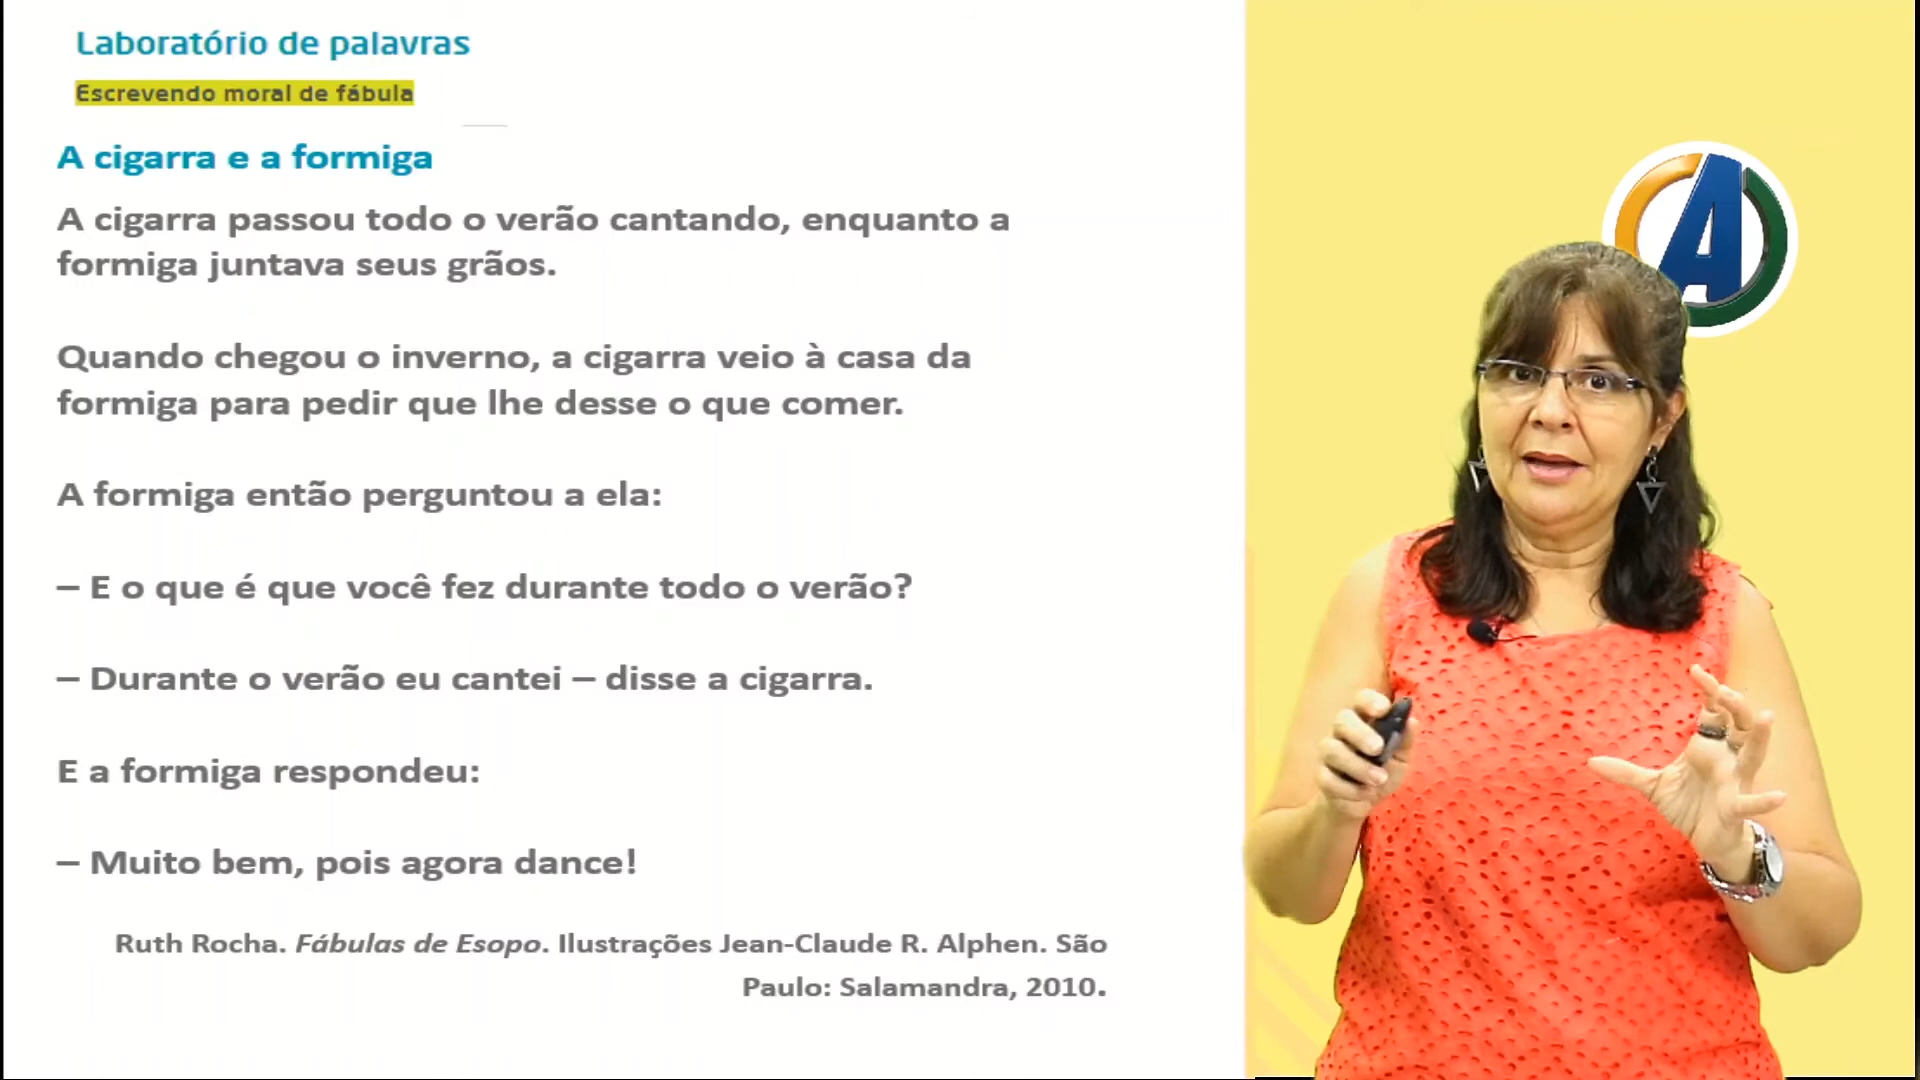 Laboratório de palavras
Escrevendo moral de fábula
A cigarra e a formiga
A cigarra passou todo o verão cantando, enquanto a
formiga juntava seus grãos.
Quando chegou o inverno, a cigarra veio à casa da
formiga para pedir que lhe desse o que comer.
A formiga então perguntou a ela:
– E o que é que você fez durante todo o verão?
– Durante o verão eu cantei – disse a cigarra.
E a formiga respondeu:
– Muito bem, pois agora dance!
Ruth Rocha. Fábulas de Esopo. Ilustrações Jean-Claude R. Alphen. São
Paulo: Salamandra, 2010.
A